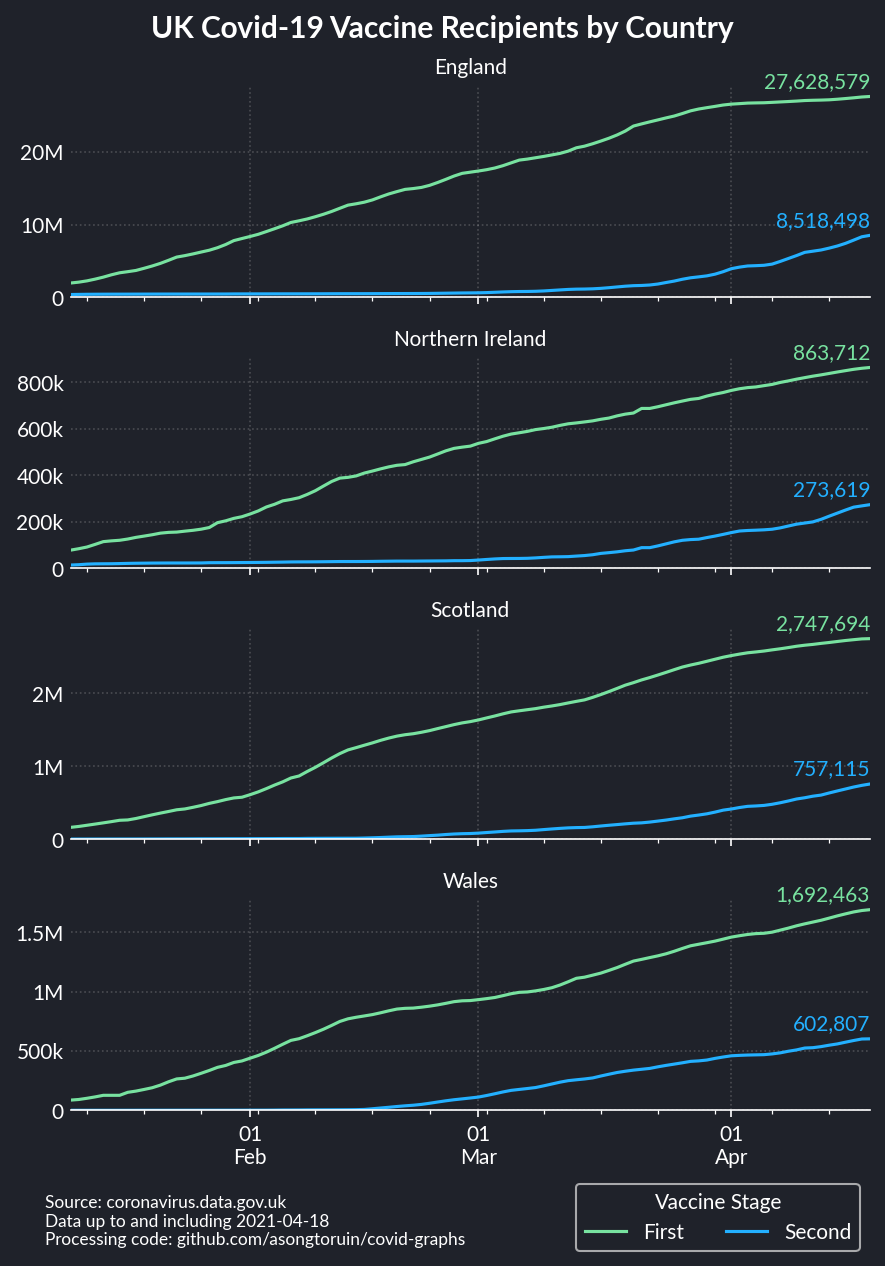 UK Covid-19 Vaccine Recipients by Country
England
27,628,579
20M
8,518,498
10M
0
Northern Ireland
863,712
800k
600k
273,619
400k
200k
0
Scotland
2,747,694
2M
757,115
1M
0
Wales
1,692,463
1.5M
1M
602,807
500k
0
01 01 01
Feb Mar Apr
Source: coronavirus.data.gov.uk
Data up to and including 2021-04-18
Processing code: github.com/asongtoruin/covid-graphs
Vaccine Stage
First Second